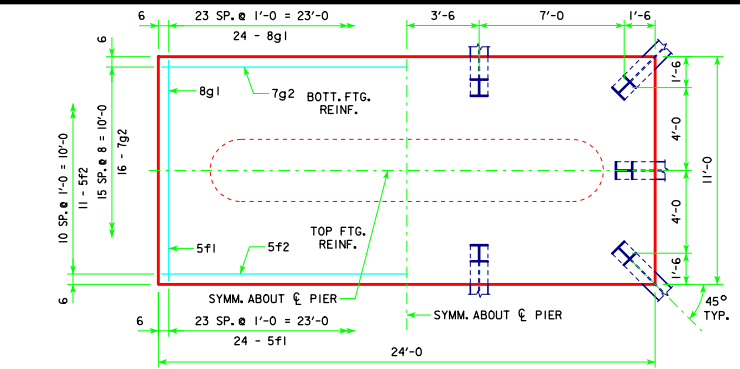 6
23 SP. @ 1'-0 = 23'-0
24 - 8g1
3'-6
7'-0
1'-6
6
8g1
7g2
BOTT. FTG.
REINF.
1'-6
4'-0
11'-0
4'-0
1'-6
10 SP. @ 1'-0 = 10'-0
11 - 5f2
15 SP. @ 8 = 10'-0
16 - 7g2
TOP FTG.
REINF.
5f1
5f2
6
SYMM. ABOUT ℄ PIER
SYMM. ABOUT ℄ PIER
45°
TYP.
6
23 SP. @ 1'-0 = 23'-0
24 - 5f1
24'-0